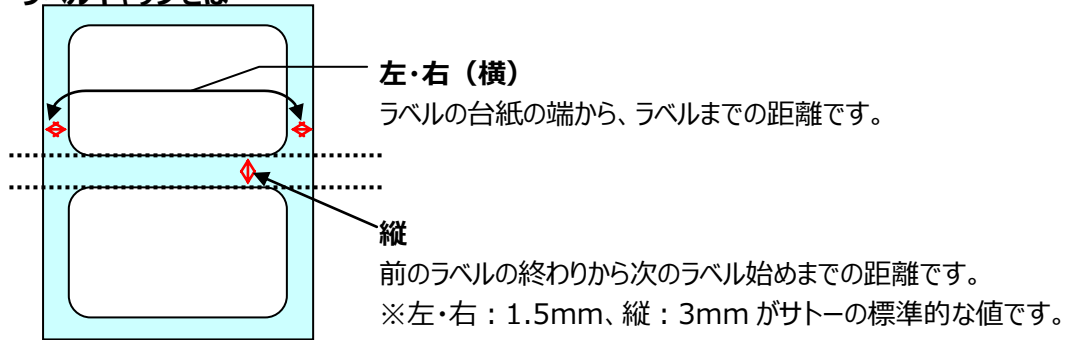 左・右（横）
ラベルの台紙の端から、ラベルまでの距離です。
縦
前のラベルの終わりから次のラベル始めまでの距離です。
※左・右：1.5mm、縦：3mm がサトーの標準的な値です。